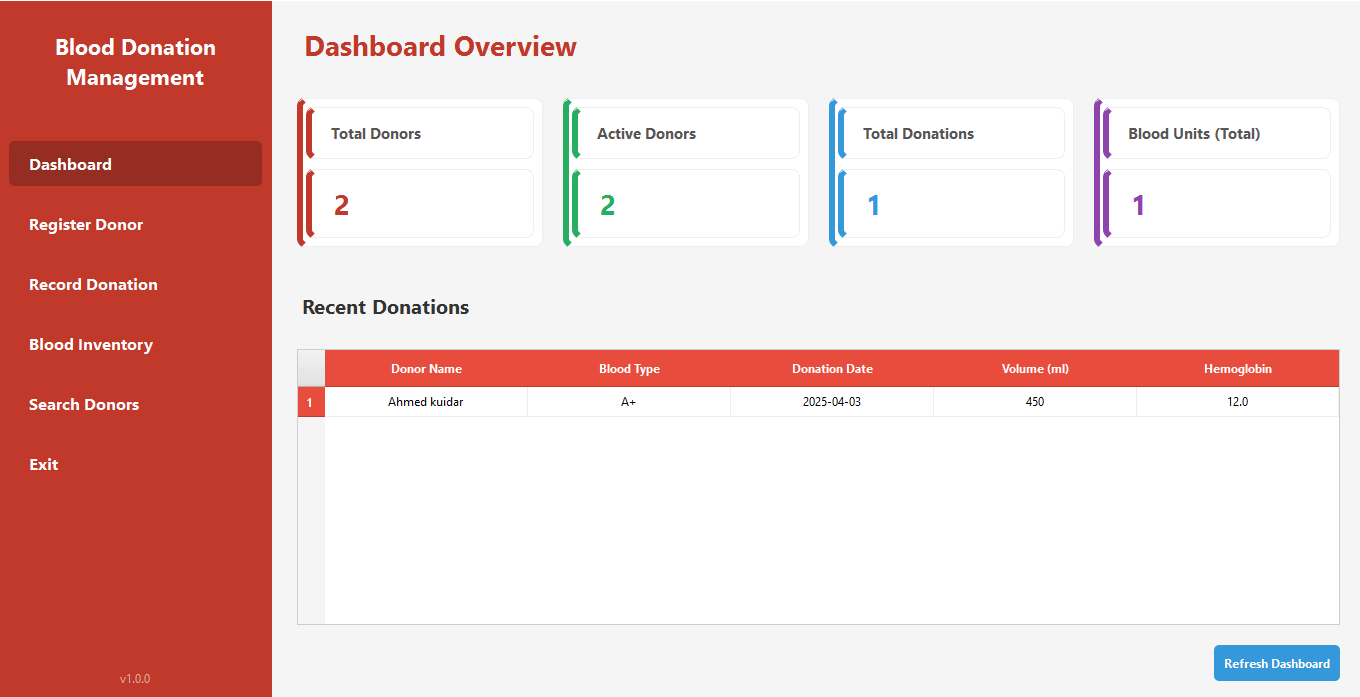 Blood Donation
Management
Dashboard
Register Donor
Record Donation
Blood Inventory
Search Donors
Exit
v1.0.0
Dashboard Overview
Total Donors
2
Active Donors
2
Total Donations
1
Blood Units (Total)
1
Recent Donations
Donor Name Blood Type Donation Date Volume (ml) Hemoglobin
1 Ahmed kuidar A+ 2025-04-03 450 12.0
Refresh Dashboard